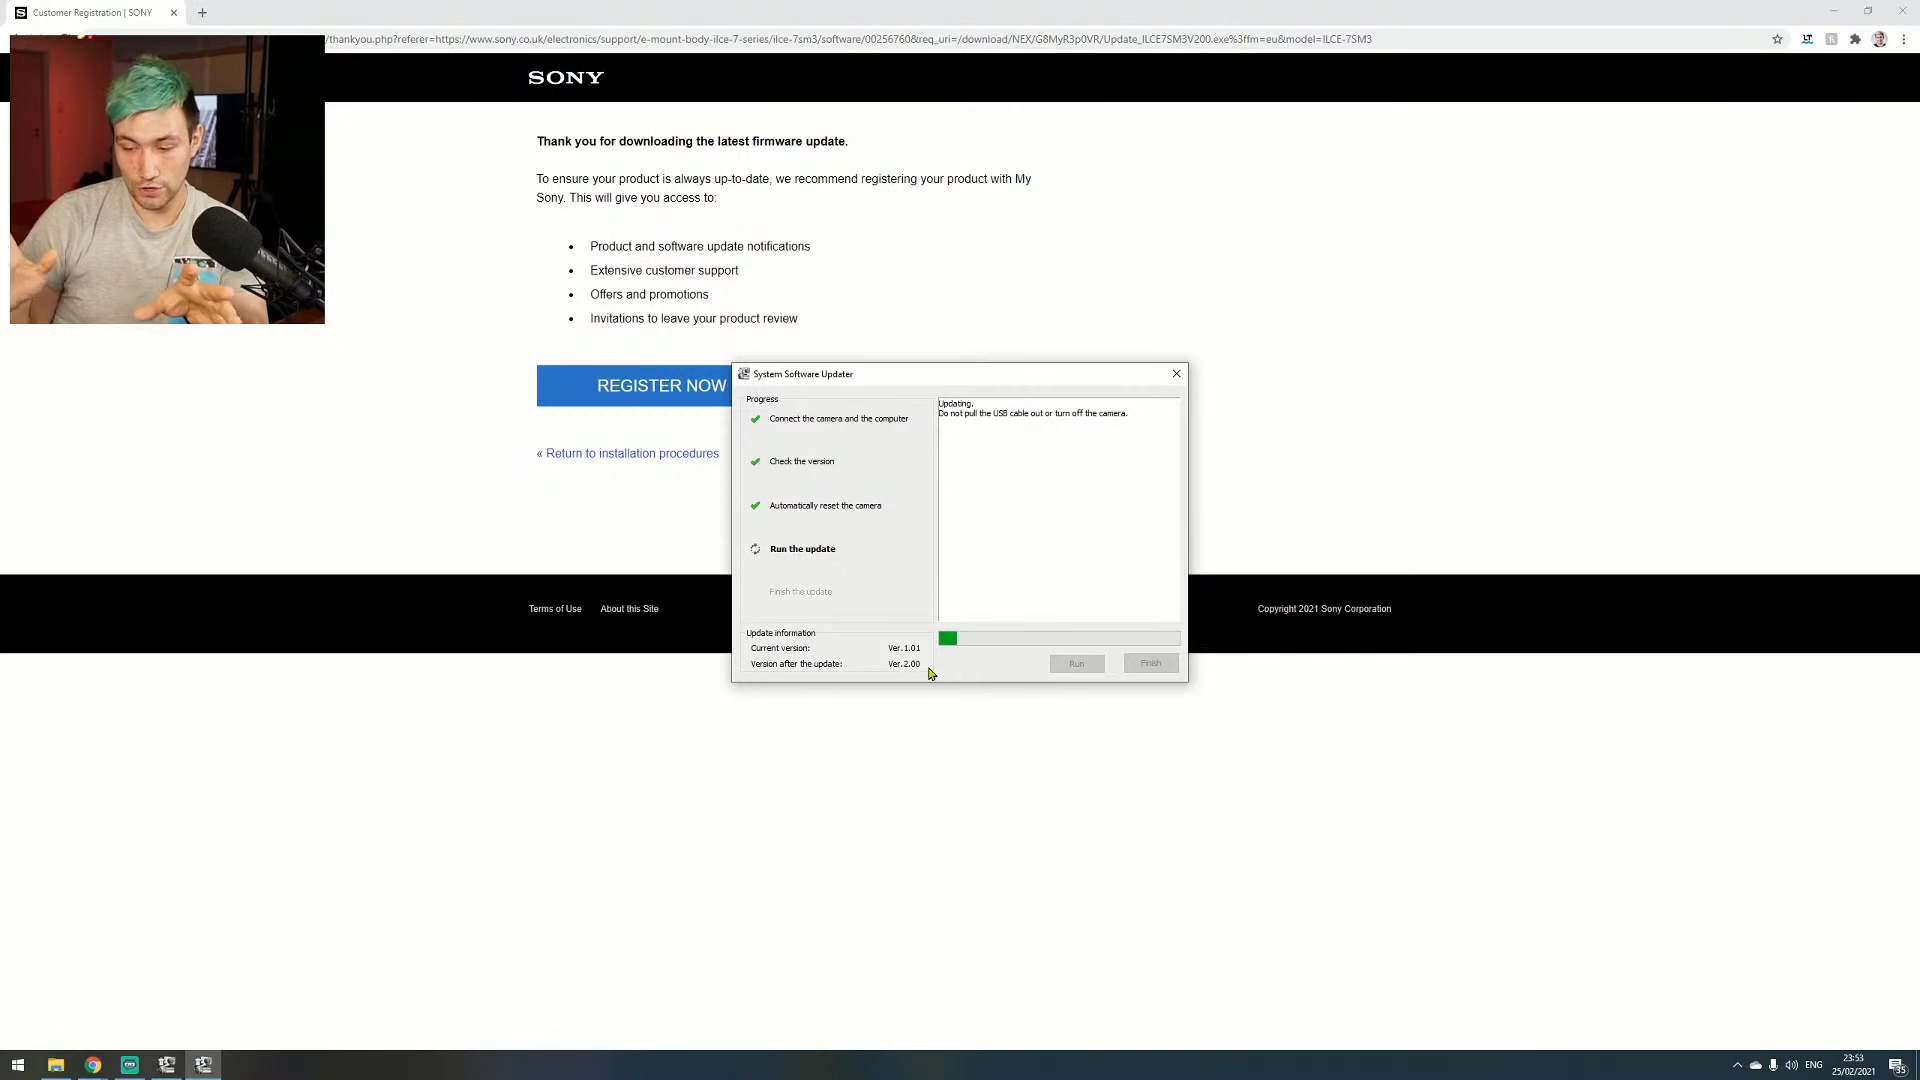 Customer Registration | SONY
/thankyou.php?referer=https://www.sony.co.uk/electronics/support/e-mount-body-ilce-7-series/ilce-7sm3/software/00256760&req_uri=/download/NEX/G8MyR3p0VR/Update_ILCE7SM3V200.exe%3ffm=eu&model=ILCE-7SM3
SONY
Thank you for downloading the latest firmware update.
To ensure your product is always up-to-date, we recommend registering your product with My
Sony. This will give you access to:
• Product and software update notifications
• Extensive customer support
• Offers and promotions
• Invitations to leave your product review
REGISTER NOW
« Return to installation procedures
System Software Updater
Progress
Connect the camera and the computer
Check the version
Automatically reset the camera
Run the update
Finish the update
Updating.
Do not pull the USB cable out or turn off the camera.
Update information
Current version: Ver.1.01
Version after the update: Ver.2.00
Run
Finish
Terms of Use
About this Site
Copyright 2021 Sony Corporation
ENG
23:53
25/02/2021
35